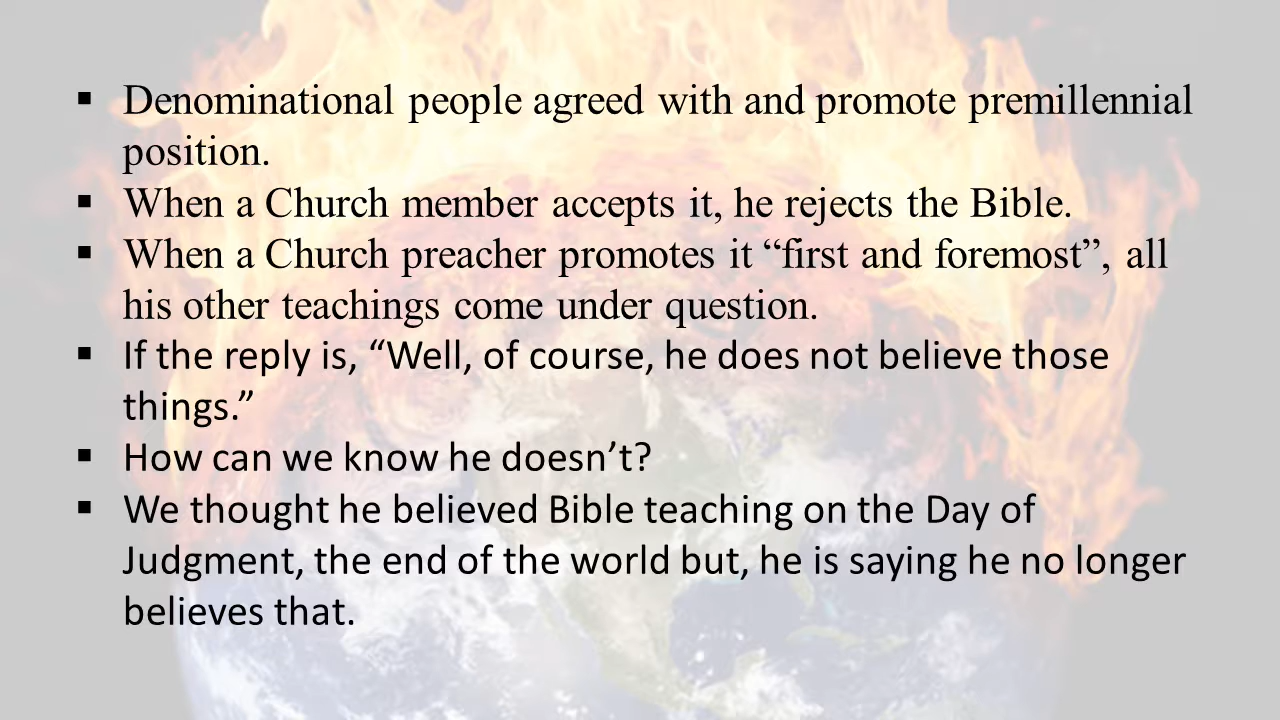 ▪ Denominational people agreed with and promote premillennial
position.
▪ When a Church member accepts it, he rejects the Bible.
▪ When a Church preacher promotes it “first and foremost”, all
his other teachings come under question.
▪ If the reply is, “Well, of course, he does not believe those
things.”
▪ How can we know he doesn’t?
▪ We thought he believed Bible teaching on the Day of
Judgment, the end of the world but, he is saying he no longer
believes that.